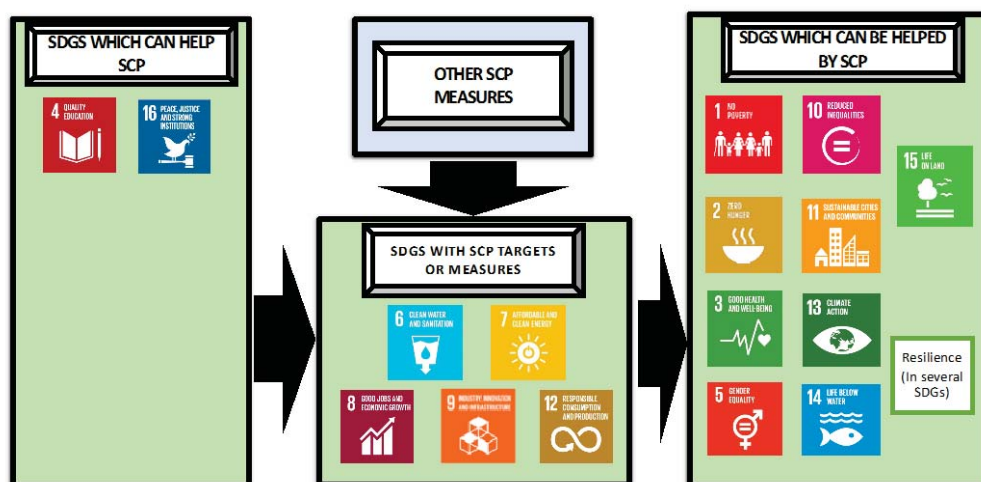 SDGS WHICH CAN HELP
SCP
4 QUALITY
EDUCATION
16 PEACE, JUSTICE
AND STRONG
INSTITUTIONS
OTHER SCP
MEASURES
SDGS WITH SCP TARGETS
OR MEASURES
6 CLEAN WATER
AND SANITATION
7 AFFORDABLE AND
CLEAN ENERGY
8 GOOD JOBS AND
ECONOMIC GROWTH
9 INDUSTRY, INNOVATION
AND INFRASTRUCTURE
12 RESPONSIBLE
CONSUMPTION
AND PRODUCTION
SDGS WHICH CAN BE HELPED
BY SCP
1 NO
POVERTY
10 REDUCED
INEQUALITIES
15 LIFE
ON LAND
2 ZERO
HUNGER
11 SUSTAINABLE CITIES
AND COMMUNITIES
3 GOOD HEALTH
AND WELL-BEING
13 CLIMATE
ACTION
5 GENDER
EQUALITY
14 LIFE BELOW
WATER
Resilience
(In several
SDGs)